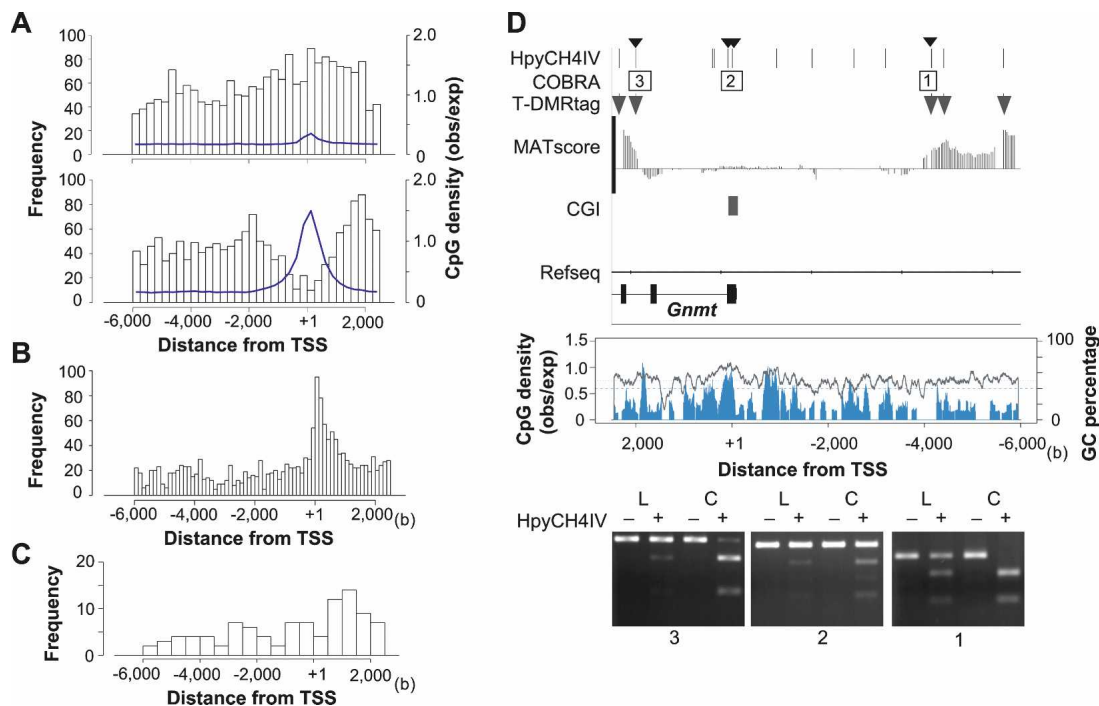 A
100
80
60
40
20
0
2.0
1.0
0
100
80
60
40
20
0
2.0
1.0
0
Frequency
CpG density (obs/exp)
-6,000 -4,000 -2,000 +1 2,000
Distance from TSS
B
100
80
60
40
20
0
Frequency
-6,000 -4,000 -2,000 +1 2,000 (b)
Distance from TSS
C
20
10
0
Frequency
-6,000 -4,000 -2,000 +1 2,000 (b)
Distance from TSS
D
HpyCH4IV
COBRA 3 2 1
T-DMRtag
MATscore
CGI
Refseq
Gnmt
CpG density
(obs/exp)
1.5
1.0
0.5
0
100
0
GC percentage
2,000 +1 -2,000 -4,000 -6,000 (b)
Distance from TSS
L C L C L C
HpyCH4IV − + − + − + − + − + − +
3 2 1